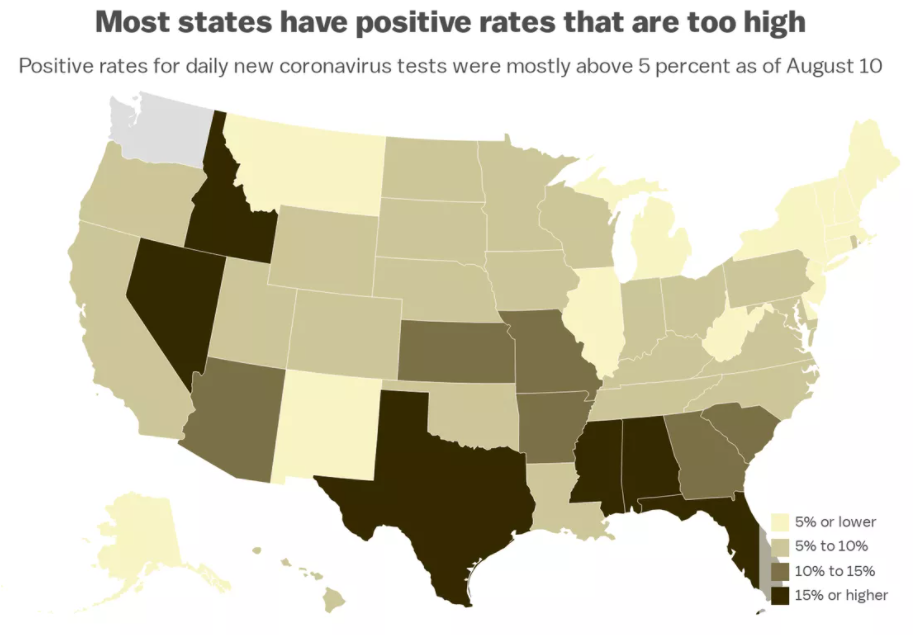 Most states have positive rates that are too high
Positive rates for daily new coronavirus tests were mostly above 5 percent as of August 10
5% or lower
5% to 10%
10% to 15%
15% or higher